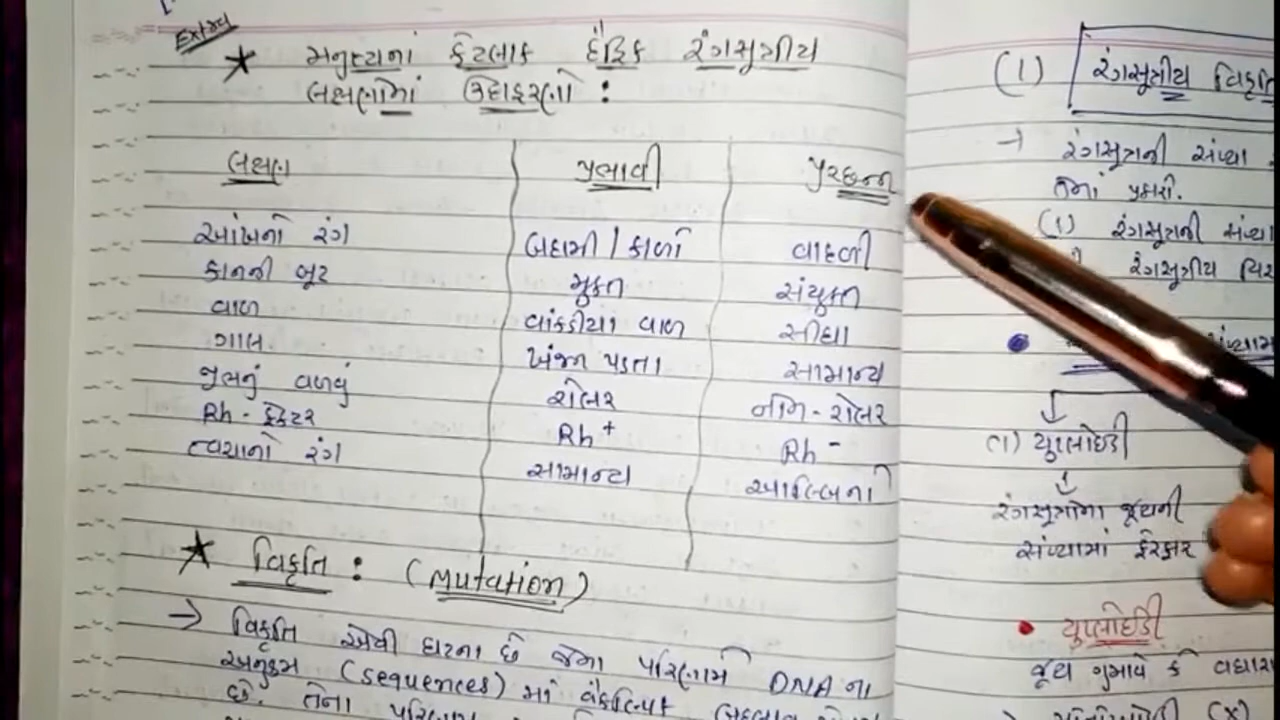 Extra
★ મનુષ્યનાં કેટલાક દૈહિક રંગસૂત્રીય
લક્ષણોમાં ઉદાહરણો :
લક્ષણ પ્રભાવી પ્રચ્છન્ન
આંખનો રંગ બદામી / કાળી વાદળી
કાનની બૂટ મુક્ત સંયુક્ત
વાળ વાંકડીયા વાળ સીધા
ગાલ ખંજન પડતા સામાન્ય
જીભનું વળવું રોલર નોન - રોલર
Rh - ફેક્ટર Rh + Rh -
ત્વચાનો રંગ સામાન્ય આલ્બિનો
★ વિકૃતિ : (Mutation)
→ વિકૃતિ એવી ઘટના છે જેના પરિણામે DNA ના
અનુક્રમ (sequences) માં વૈકલ્પિક
છે. તેના
(1) રંગસૂત્રીય વિકૃતિ
→ રંગસૂત્રની સંખ્યા
તેનાં પ્રકારો.
(1) રંગસૂત્રની સંખ્યા
રંગસૂત્રીય
(1) યુપ્લોઇડી
રંગસૂત્રોના જૂથની
સંખ્યામાં ફેરફાર
• યુપ્લોઇડી
જૂથ ગુમાવે કે
(x)